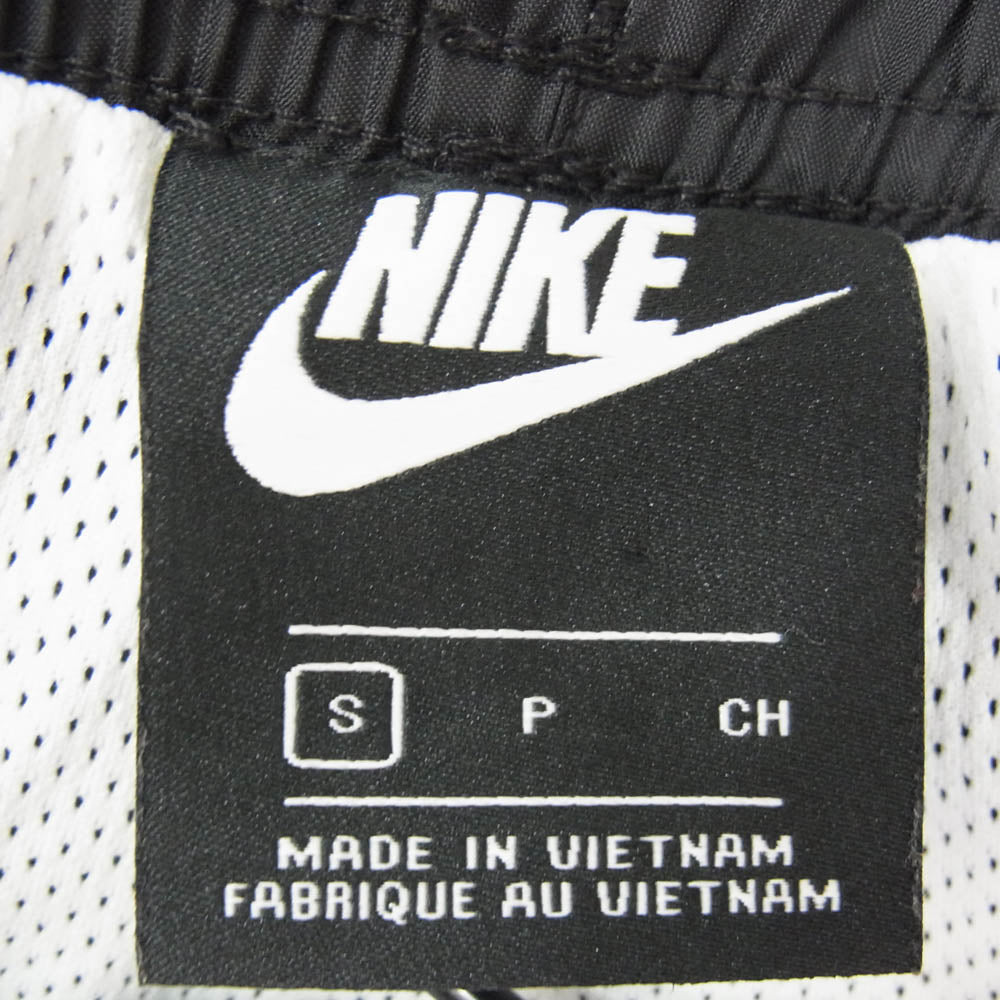 NIKE
S P CH
MADE IN VIETNAM
FABRIQUE AU VIETNAM